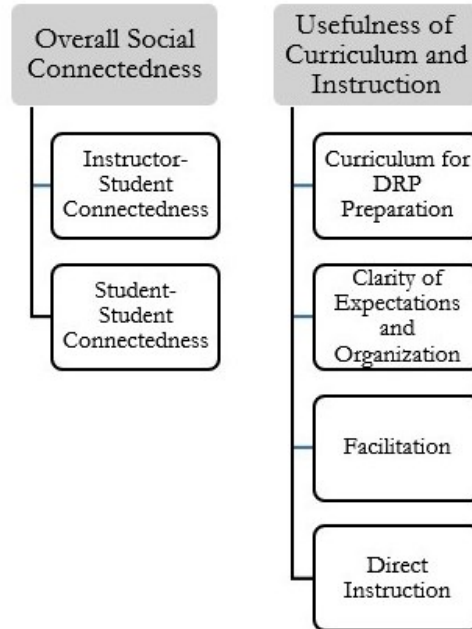 Overall Social
Connectedness
Instructor-
Student
Connectedness
Student-
Student
Connectedness
Usefulness of
Curriculum and
Instruction
Curriculum for
DRP
Preparation
Clarity of
Expectations
and
Organization
Facilitation
Direct
Instruction